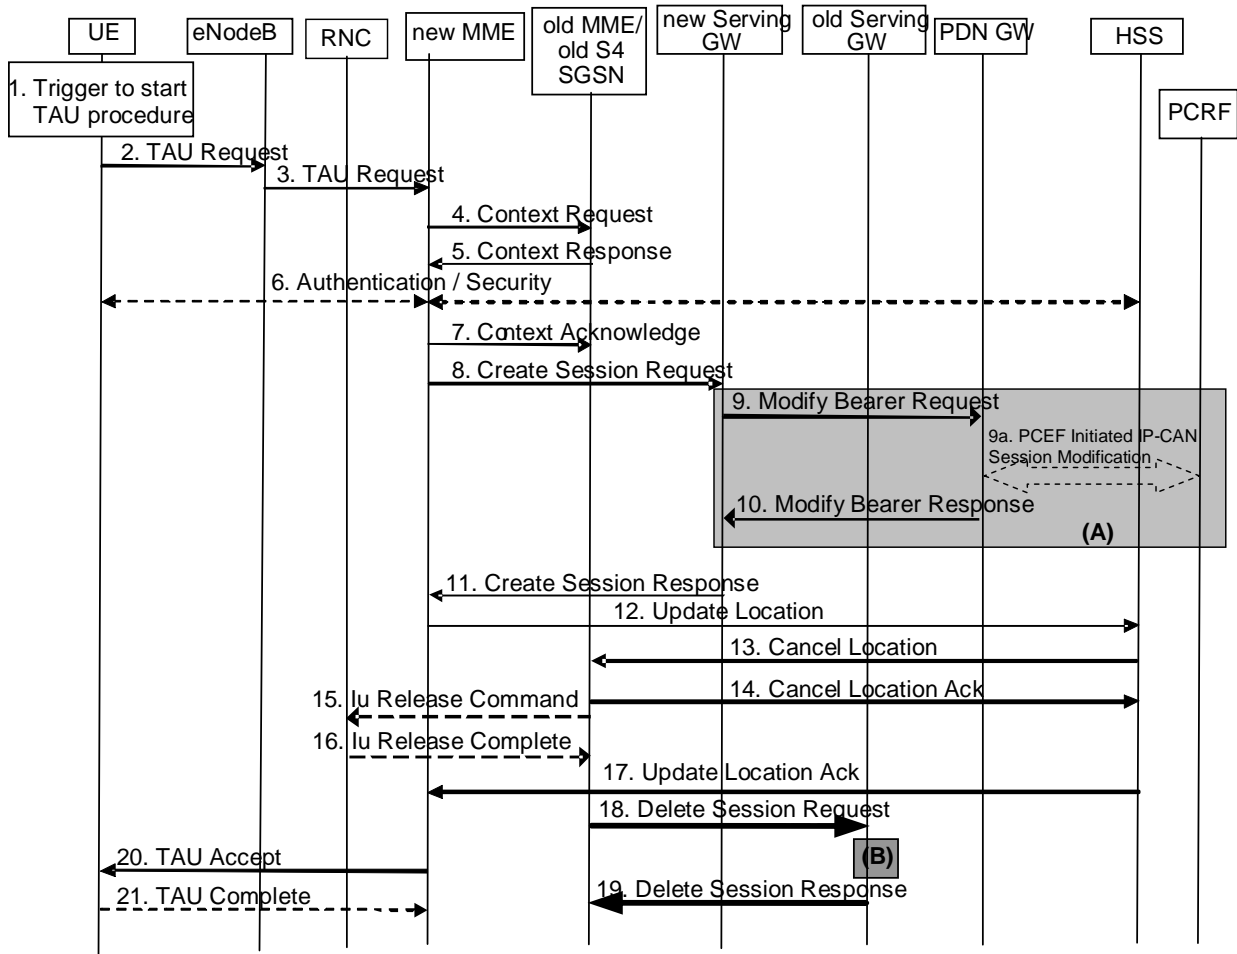 UE
eNodeB
RNC
new MME
old MME/
old S4
SGSN
new Serving
GW
old Serving
GW
PDN GW
HSS
PCRF
1. Trigger to start
TAU procedure
2. TAU Request
3. TAU Request
4. Context Request
5. Context Response
6. Authentication / Security
7. Context Acknowledge
8. Create Session Request
9. Modify Bearer Request
9a. PCEF Initiated IP-CAN
Session Modification
10. Modify Bearer Response
(A)
11. Create Session Response
12. Update Location
13. Cancel Location
14. Cancel Location Ack
15. Iu Release Command
16. Iu Release Complete
17. Update Location Ack
18. Delete Session Request
(B)
20. TAU Accept
19. Delete Session Response
21. TAU Complete